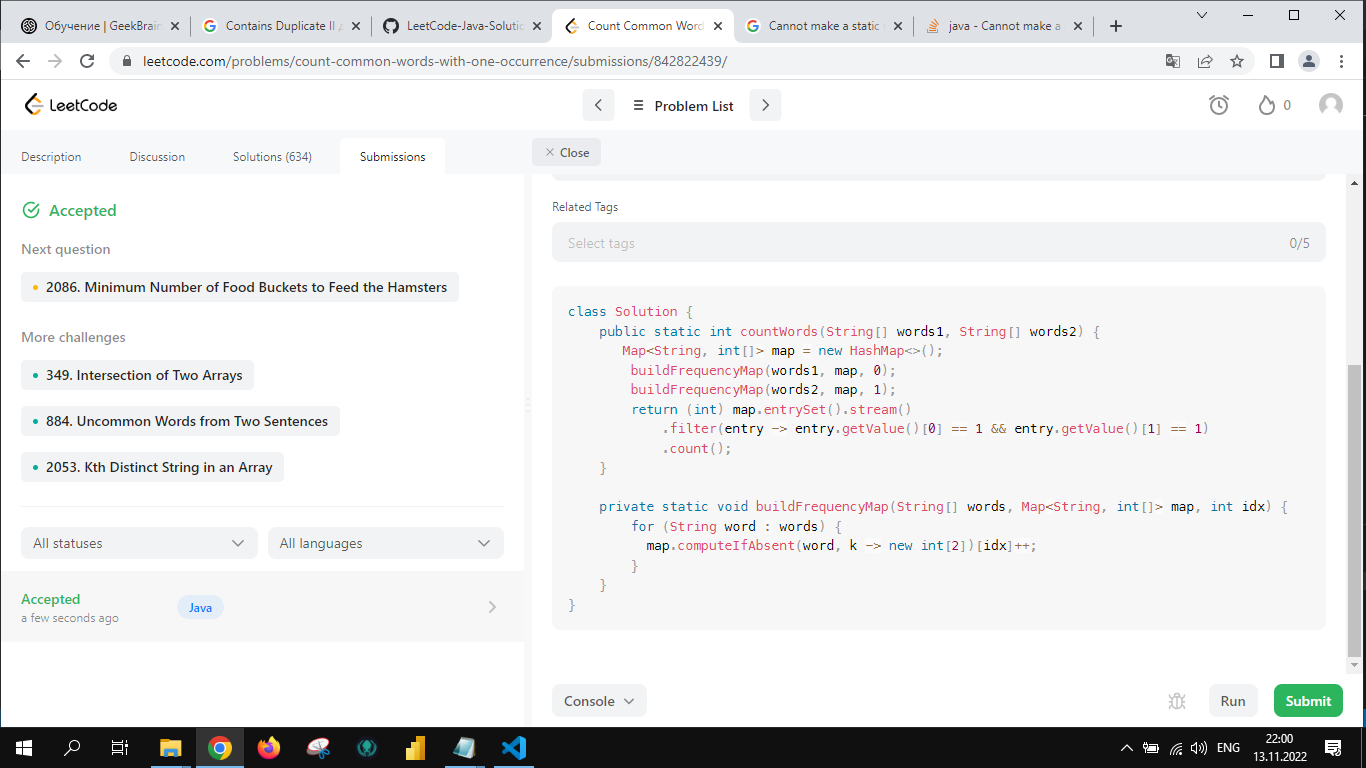 Обучение | GeekBrain
Contains Duplicate II
LeetCode-Java-Solutio
Count Common Word
Cannot make a static
java - Cannot make a
leetcode.com/problems/count-common-words-with-one-occurrence/submissions/842822439/
LeetCode
Problem List
0
Description
Discussion
Solutions (634)
Submissions
Close
Accepted
Next question
2086. Minimum Number of Food Buckets to Feed the Hamsters
More challenges
349. Intersection of Two Arrays
884. Uncommon Words from Two Sentences
2053. Kth Distinct String in an Array
All statuses
All languages
Accepted
a few seconds ago
Java
Related Tags
Select tags
0/5
class Solution {
public static int countWords(String[] words1, String[] words2) {
Map<String, int[]> map = new HashMap<>();
buildFrequencyMap(words1, map, 0);
buildFrequencyMap(words2, map, 1);
return (int) map.entrySet().stream()
.filter(entry -> entry.getValue()[0] == 1 && entry.getValue()[1] == 1)
.count();
}
private static void buildFrequencyMap(String[] words, Map<String, int[]> map, int idx) {
for (String word : words) {
map.computeIfAbsent(word, k -> new int[2])[idx]++;
}
}
}
Console
Run
Submit
ENG
22:00
13.11.2022